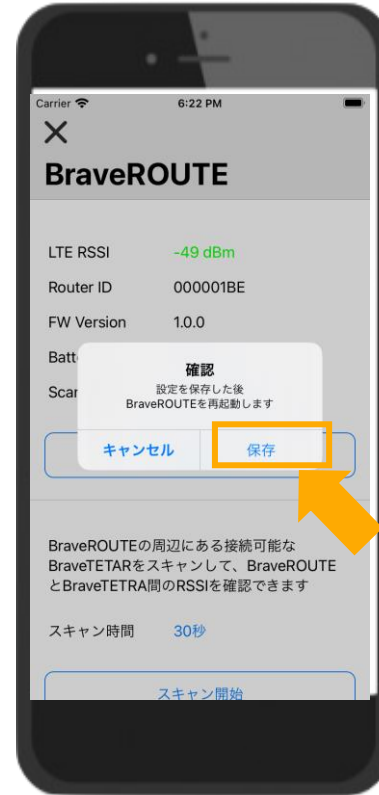 Carrier 6:22 PM
BraveROUTE
LTE RSSI -49 dBm
Router ID 000001BE
FW Version 1.0.0
Batt
Scar
確認
設定を保存した後
BraveROUTEを再起動します
キャンセル 保存
BraveROUTEの周辺にある接続可能な
BraveTETARをスキャンして、BraveROUTE
とBraveTETRA間のRSSIを確認できます
スキャン時間 30秒
スキャン開始